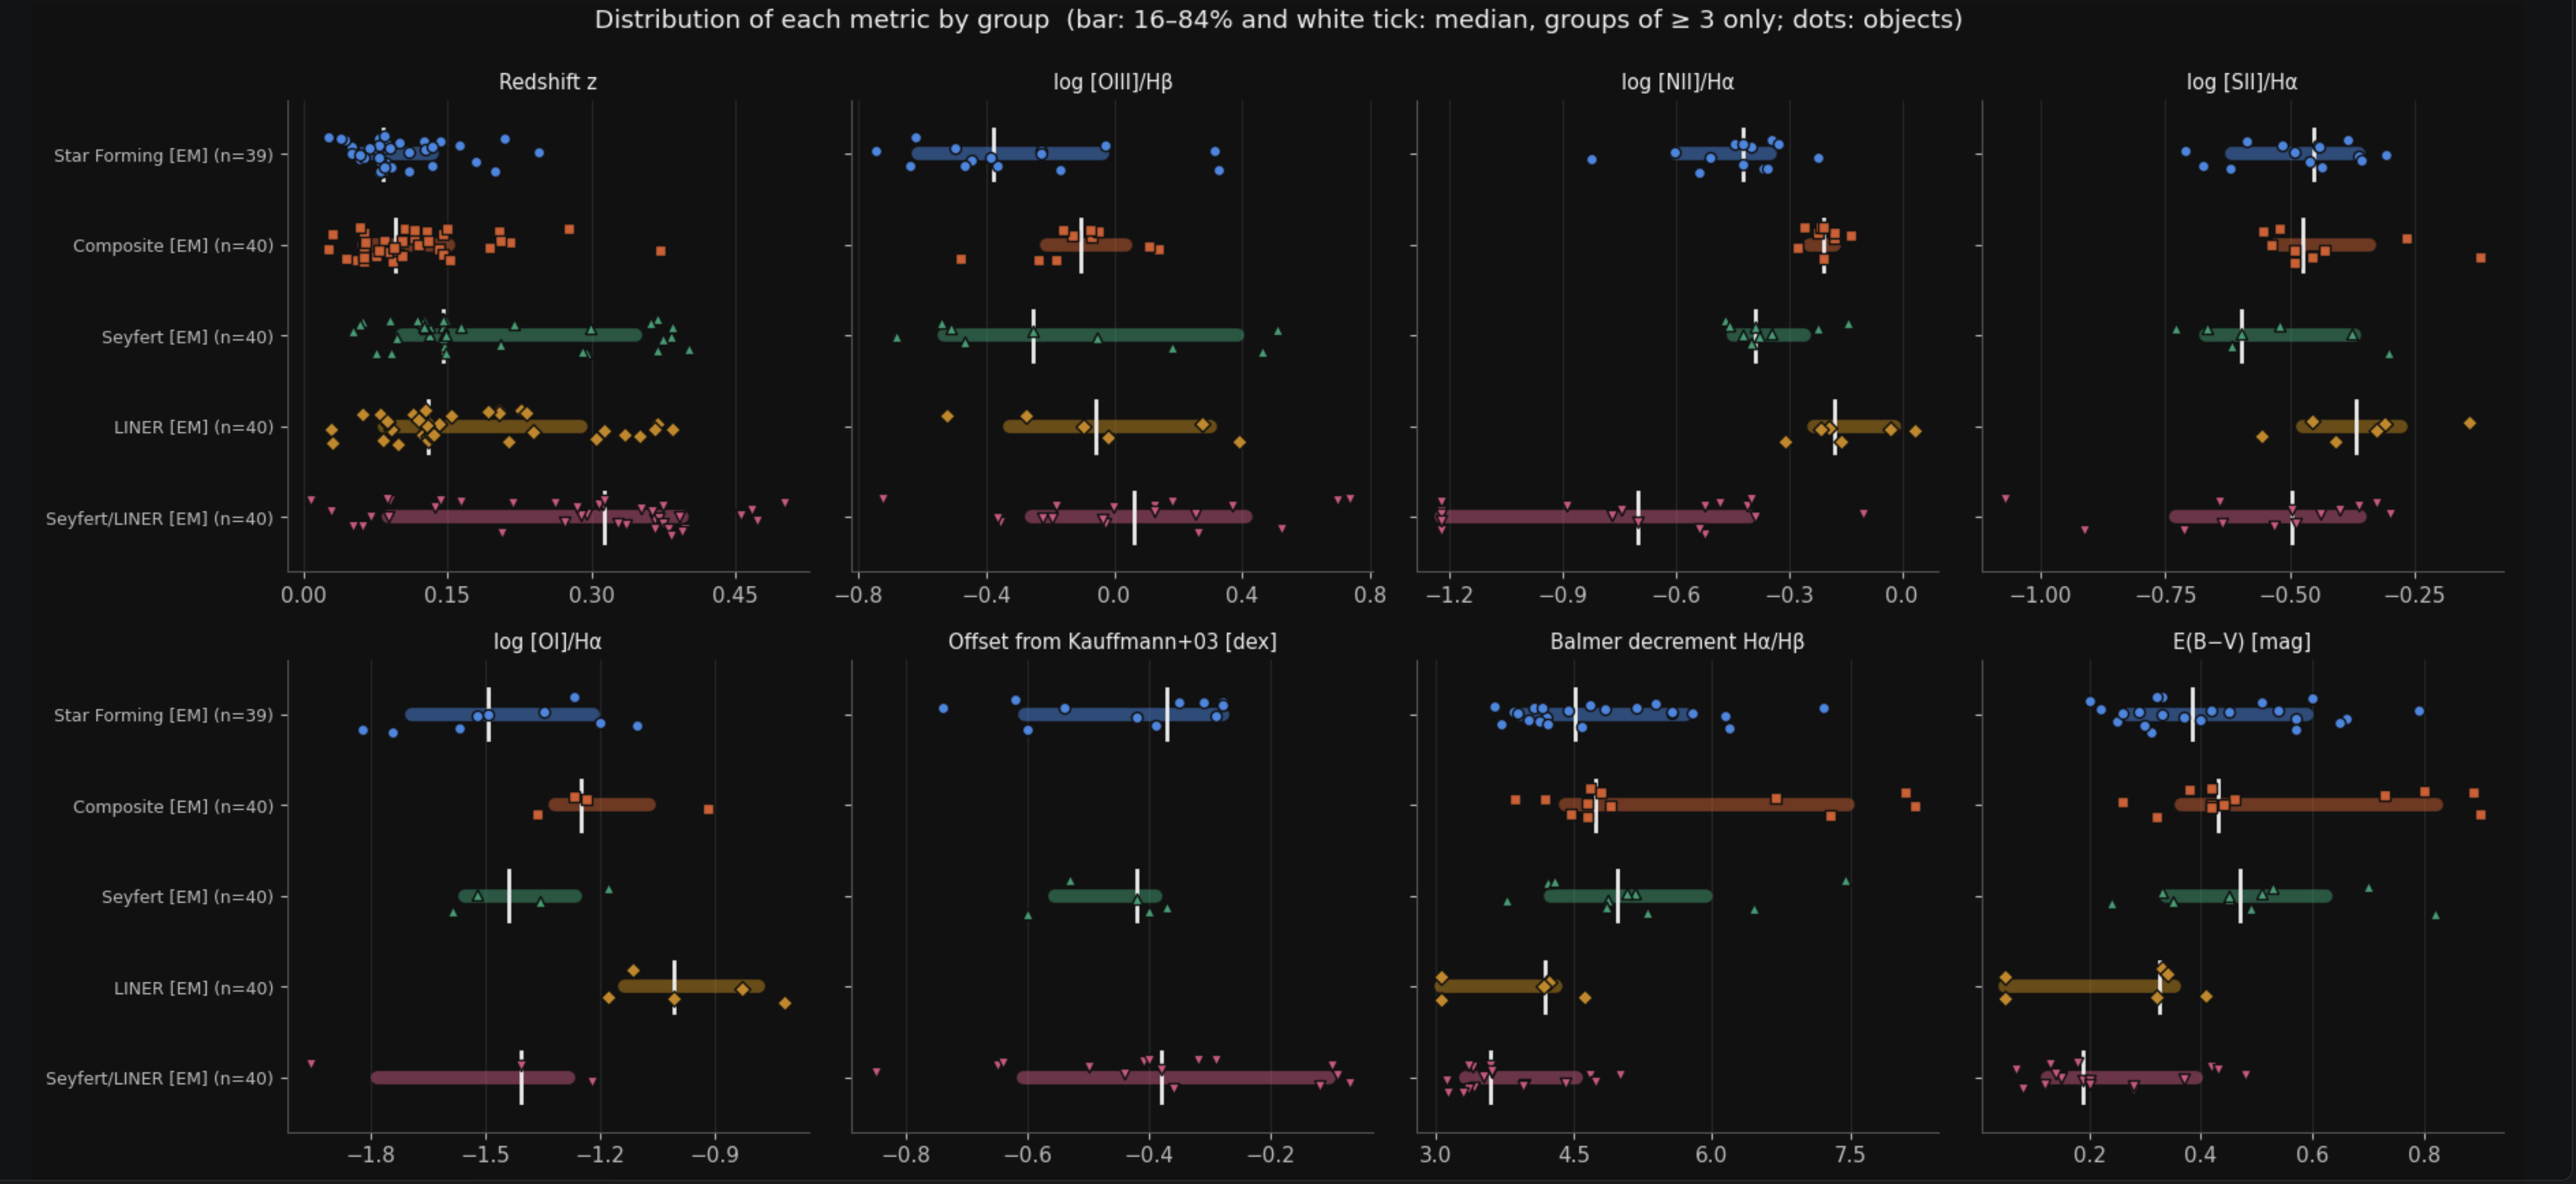 Distribution of each metric by group (bar: 16–84% and white tick: median, groups of ≥ 3 only; dots: objects)
Redshift z
log [OIII]/Hβ
log [NII]/Hα
log [SII]/Hα
Star Forming [EM] (n=39)
Composite [EM] (n=40)
Seyfert [EM] (n=40)
LINER [EM] (n=40)
Seyfert/LINER [EM] (n=40)
0.00 0.15 0.30 0.45
−0.8 −0.4 0.0 0.4 0.8
−1.2 −0.9 −0.6 −0.3 0.0
−1.00 −0.75 −0.50 −0.25
log [OI]/Hα
Offset from Kauffmann+03 [dex]
Balmer decrement Hα/Hβ
E(B−V) [mag]
Star Forming [EM] (n=39)
Composite [EM] (n=40)
Seyfert [EM] (n=40)
LINER [EM] (n=40)
Seyfert/LINER [EM] (n=40)
−1.8 −1.5 −1.2 −0.9
−0.8 −0.6 −0.4 −0.2
3.0 4.5 6.0 7.5
0.2 0.4 0.6 0.8